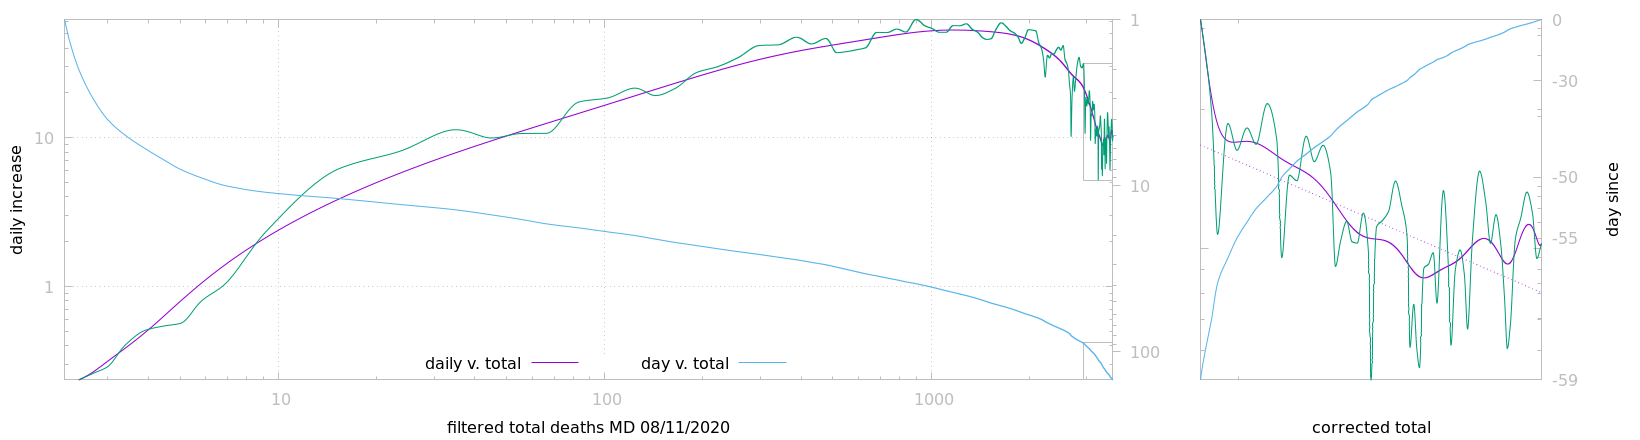 daily increase
10
1
daily v. total
day v. total
10
100
1000
filtered total deaths MD 08/11/2020
1
10
100
corrected total
0
-30
-50
-55
-59
day since